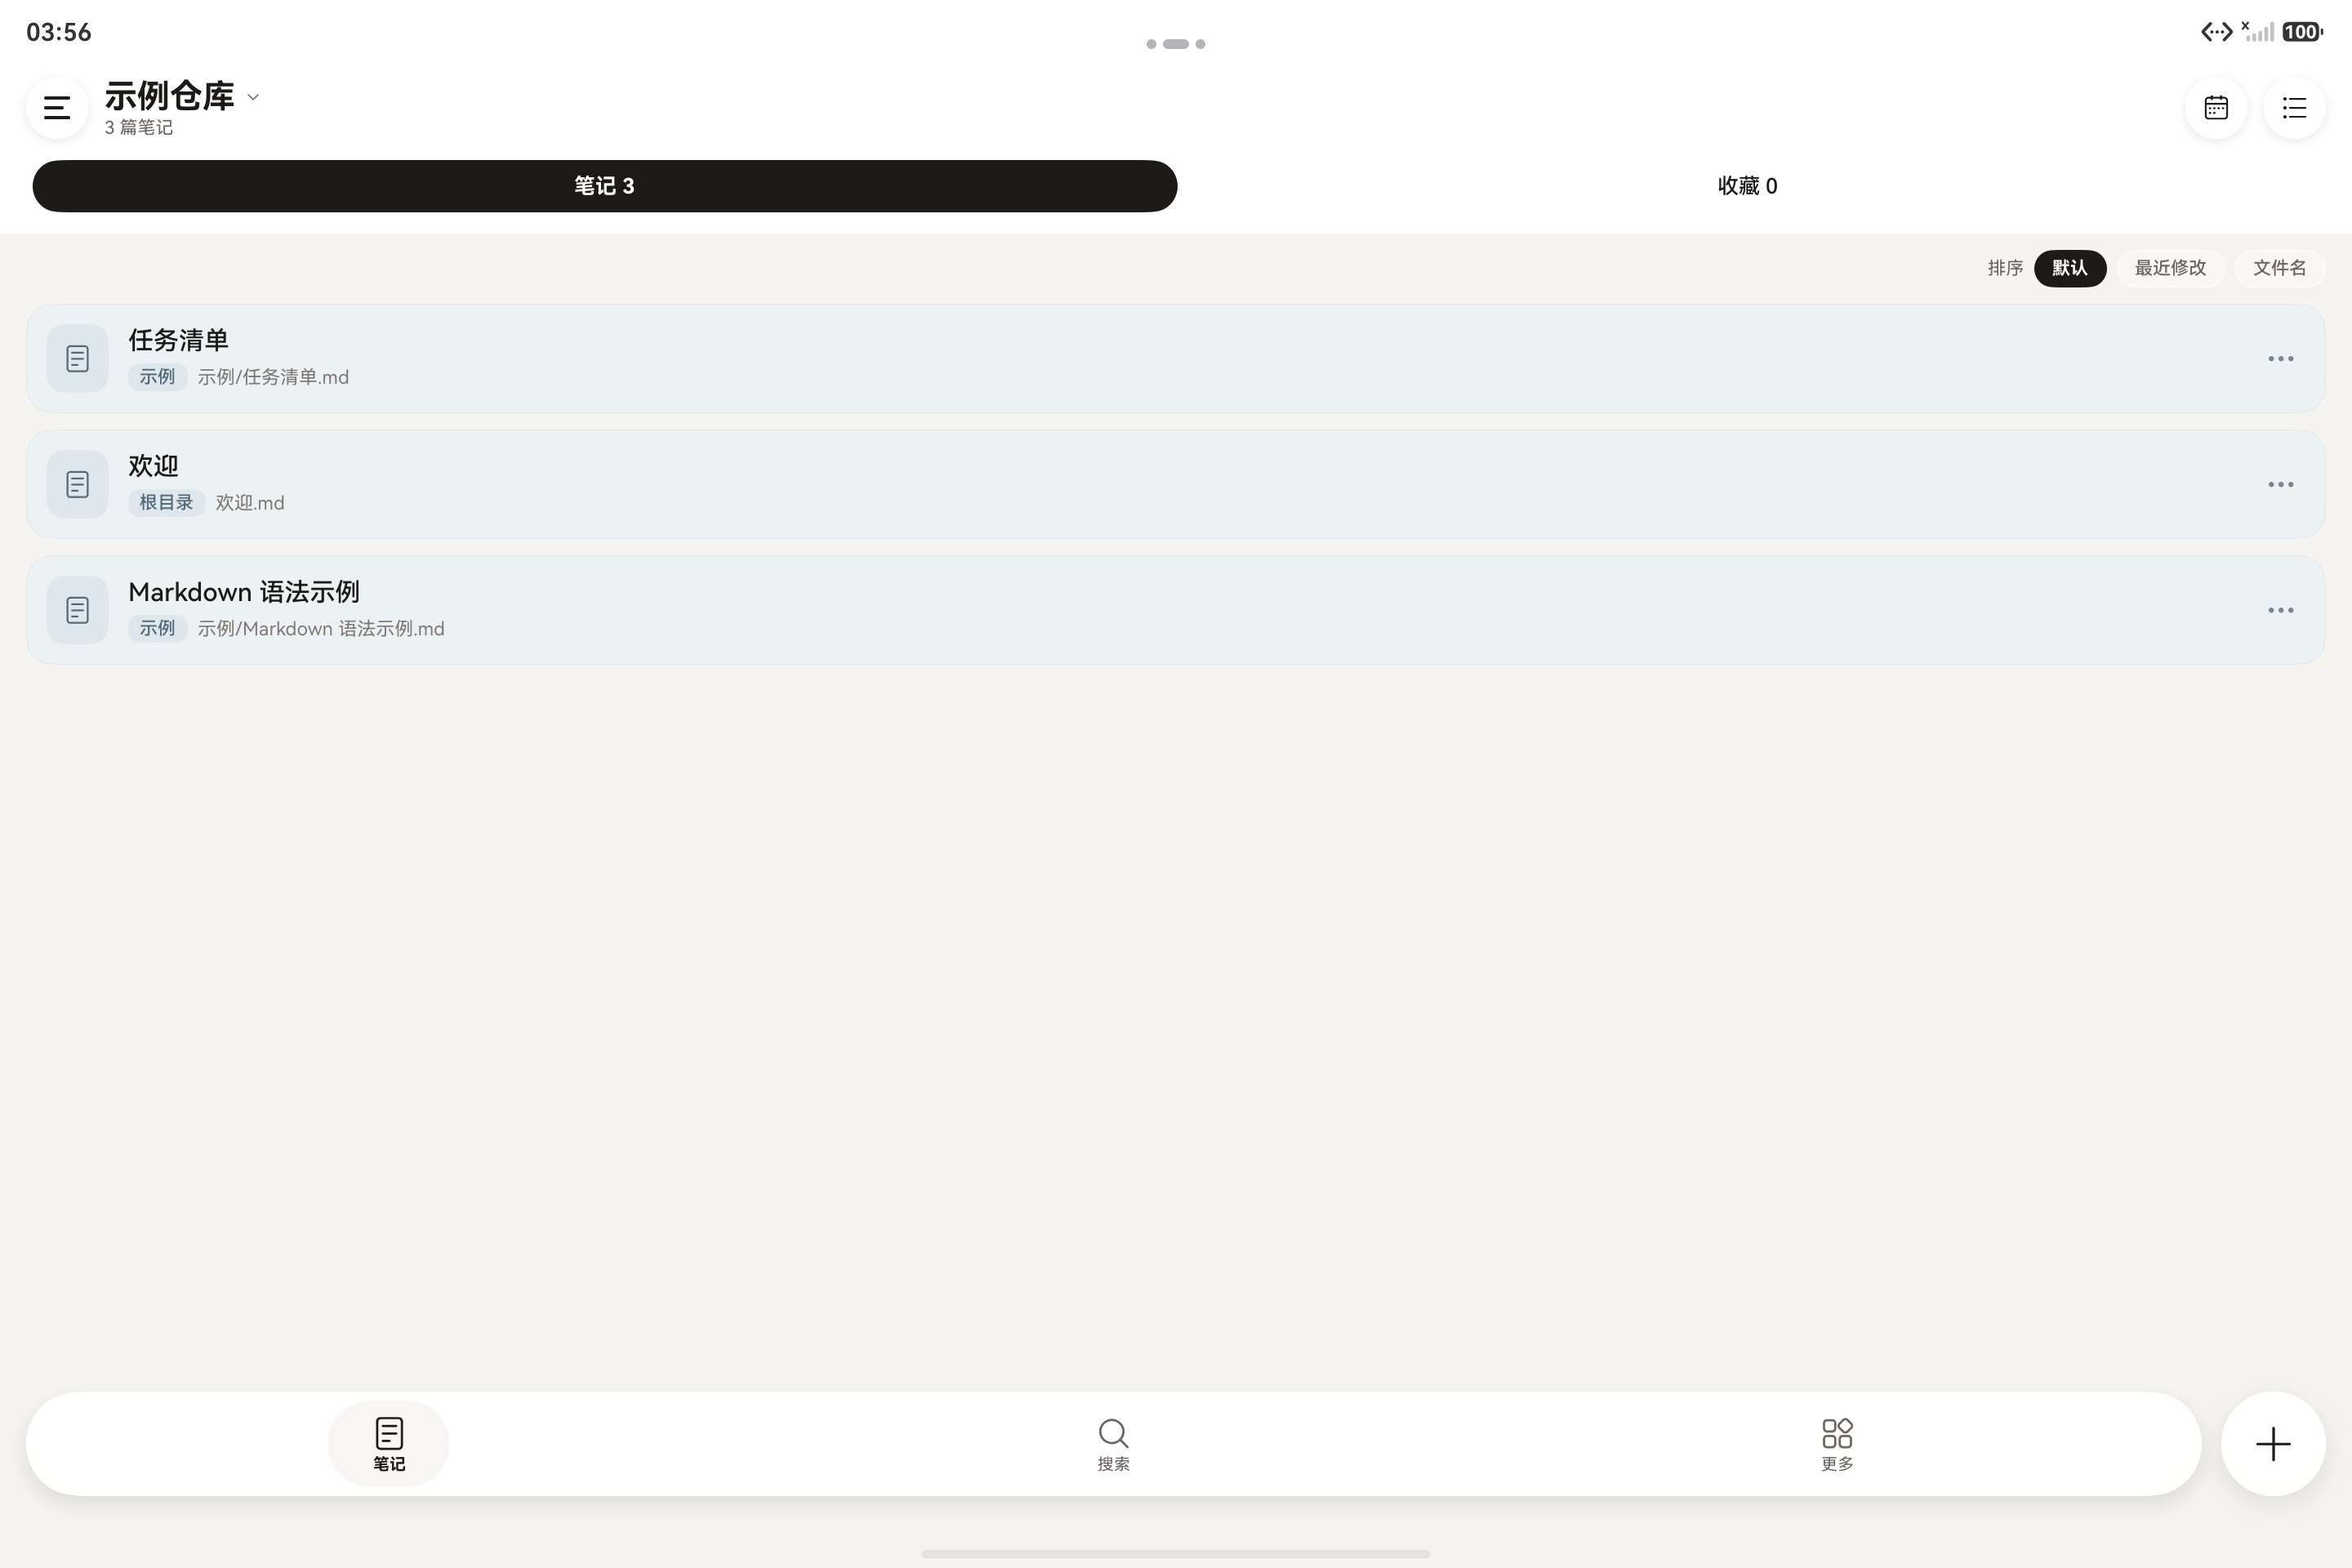 03:56
100
示例仓库
3 篇笔记
笔记 3
收藏 0
排序 默认 最近修改 文件名
任务清单
示例 示例/任务清单.md
欢迎
根目录 欢迎.md
Markdown 语法示例
示例 示例/Markdown 语法示例.md
笔记
搜索
更多